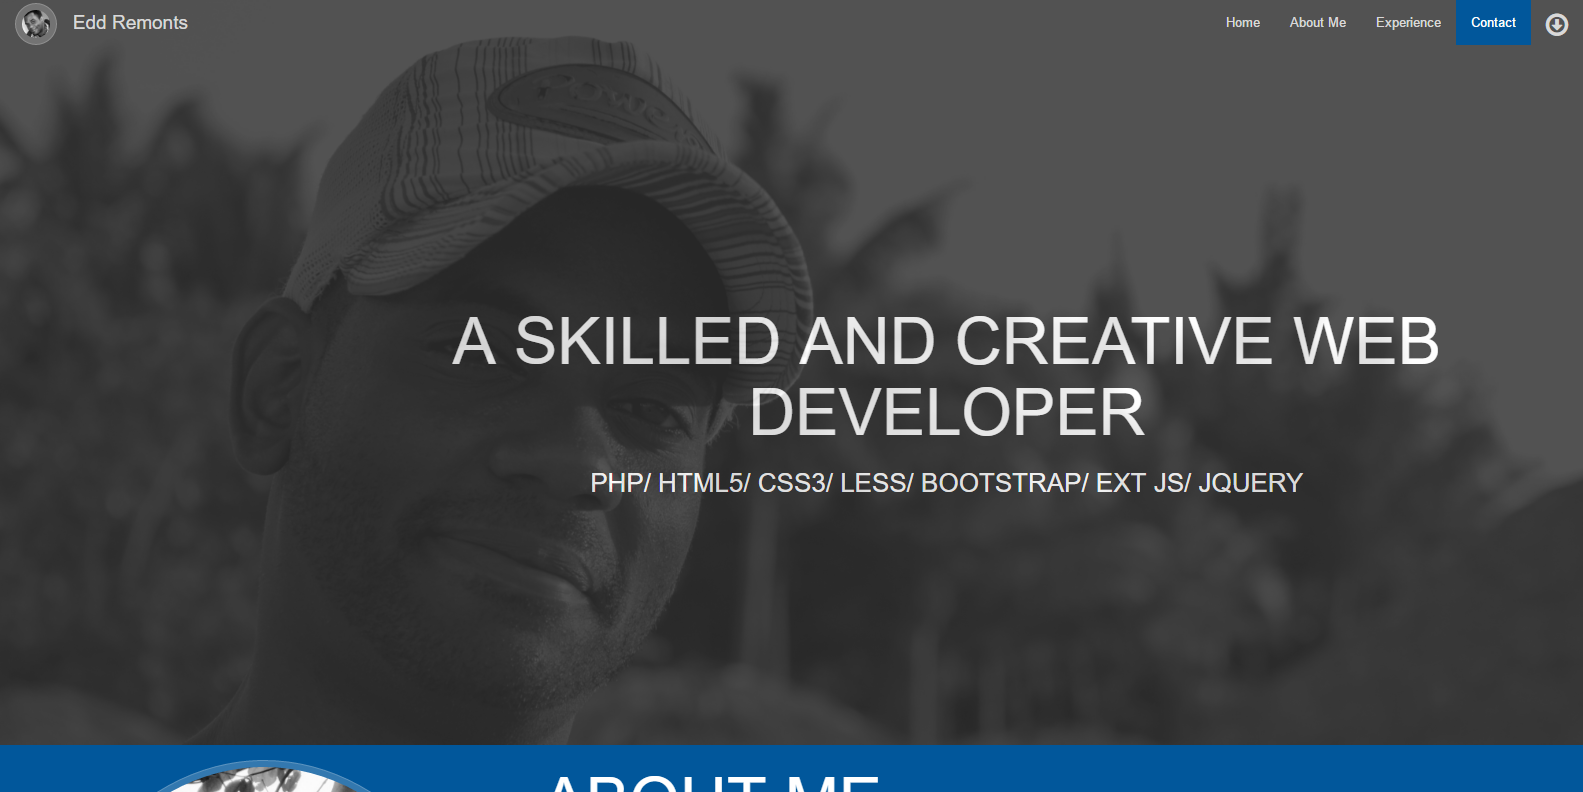 Edd Remonts
Home
About Me
Experience
Contact
A SKILLED AND CREATIVE WEB
DEVELOPER
PHP/ HTML5/ CSS3/ LESS/ BOOTSTRAP/ EXT JS/ JQUERY
ABOUT ME